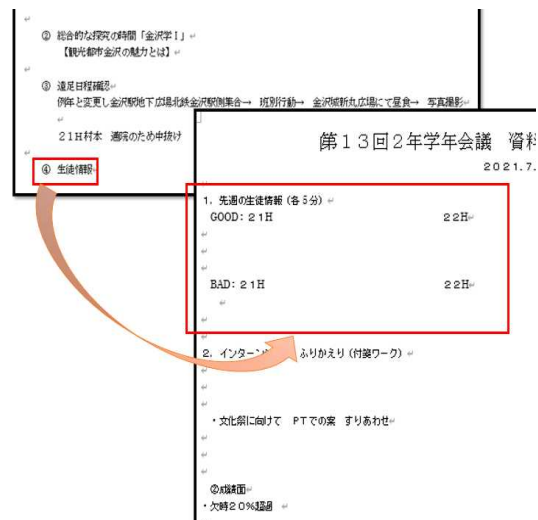 ② 総合的な探究の時間「金沢学Ⅰ」
【観光都市金沢の魅力とは】
③ 遠足日程確認
例年と変更し金沢駅地下広場北鉄金沢駅側集合→ 班別行動→ 金沢城新丸広場にて昼食→ 写真撮影
21H村本 通院のため中抜け
④ 生徒情報
第13回2年学年会議 資料
2021.7.
1. 先週の生徒情報(各5分)
GOOD:21H 22H
BAD:21H 22H
2. インターン ふりかえり(付箋ワーク)
・文化祭に向けて PTでの案 すりあわせ
②成績面
・欠時20%超過